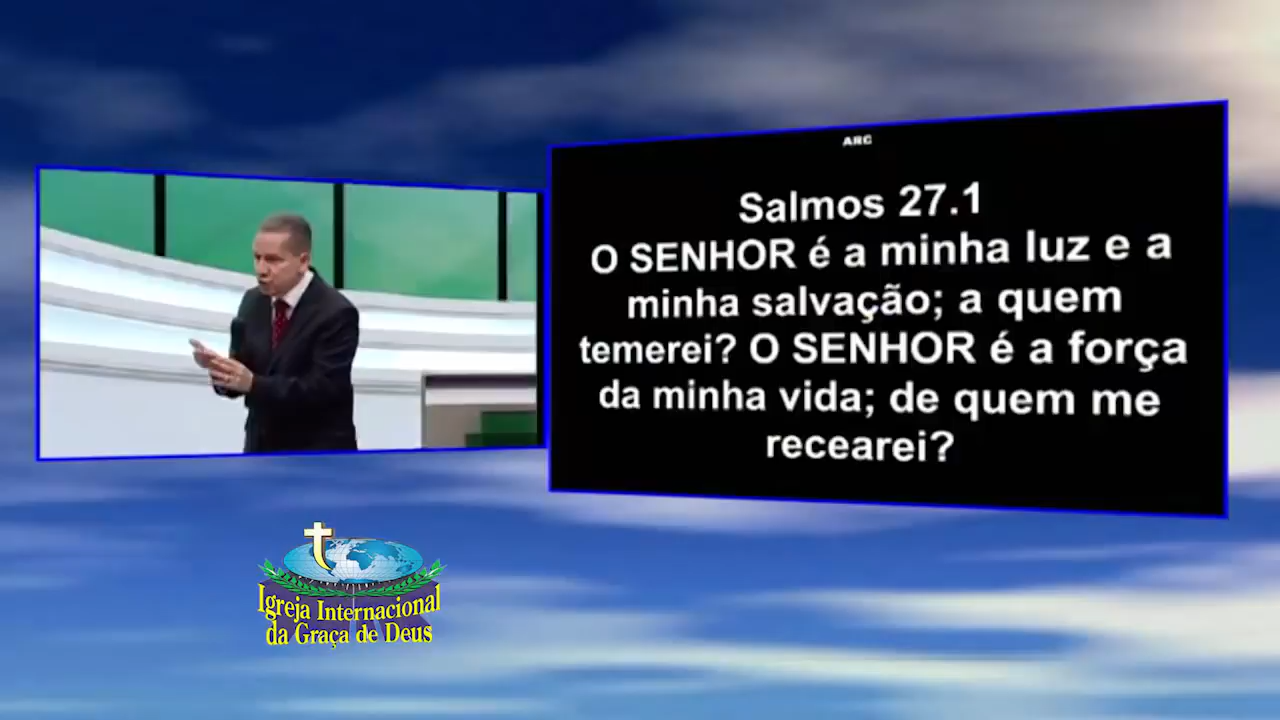 ARC
Salmos 27.1
O SENHOR é a minha luz e a
minha salvação; a quem
temerei? O SENHOR é a força
da minha vida; de quem me
recearei?
Igreja Internacional
da Graça de Deus